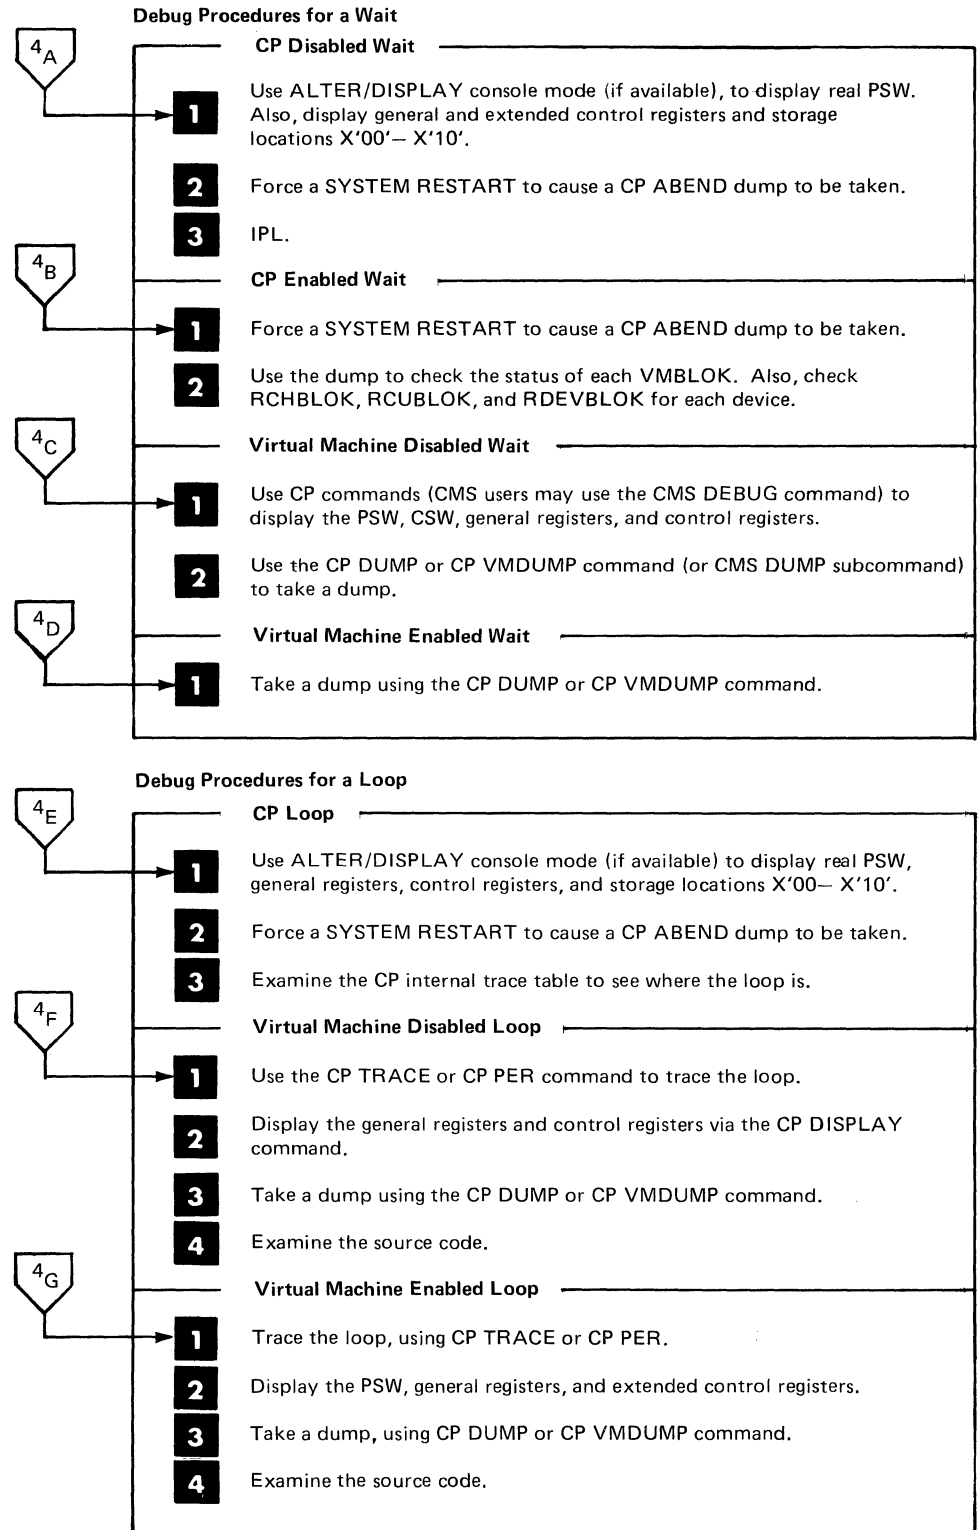 Debug Procedures for a Wait
4A
CP Disabled Wait
1
Use ALTER/DISPLAY console mode (if available), to display real PSW.
Also, display general and extended control registers and storage
locations X'00'— X'10'.
2
Force a SYSTEM RESTART to cause a CP ABEND dump to be taken.
3
IPL.
4B
CP Enabled Wait
1
Force a SYSTEM RESTART to cause a CP ABEND dump to be taken.
2
Use the dump to check the status of each VMBLOK. Also, check
RCHBLOK, RCUBLOK, and RDEVBLOK for each device.
4C
Virtual Machine Disabled Wait
1
Use CP commands (CMS users may use the CMS DEBUG command) to
display the PSW, CSW, general registers, and control registers.
2
Use the CP DUMP or CP VMDUMP command (or CMS DUMP subcommand)
to take a dump.
4D
Virtual Machine Enabled Wait
1
Take a dump using the CP DUMP or CP VMDUMP command.
Debug Procedures for a Loop
4E
CP Loop
1
Use ALTER/DISPLAY console mode (if available) to display real PSW,
general registers, control registers, and storage locations X'00— X'10'.
2
Force a SYSTEM RESTART to cause a CP ABEND dump to be taken.
3
Examine the CP internal trace table to see where the loop is.
4F
Virtual Machine Disabled Loop
1
Use the CP TRACE or CP PER command to trace the loop.
2
Display the general registers and control registers via the CP DISPLAY
command.
3
Take a dump using the CP DUMP or CP VMDUMP command.
4
Examine the source code.
4G
Virtual Machine Enabled Loop
1
Trace the loop, using CP TRACE or CP PER.
2
Display the PSW, general registers, and extended control registers.
3
Take a dump, using CP DUMP or CP VMDUMP command.
4
Examine the source code.